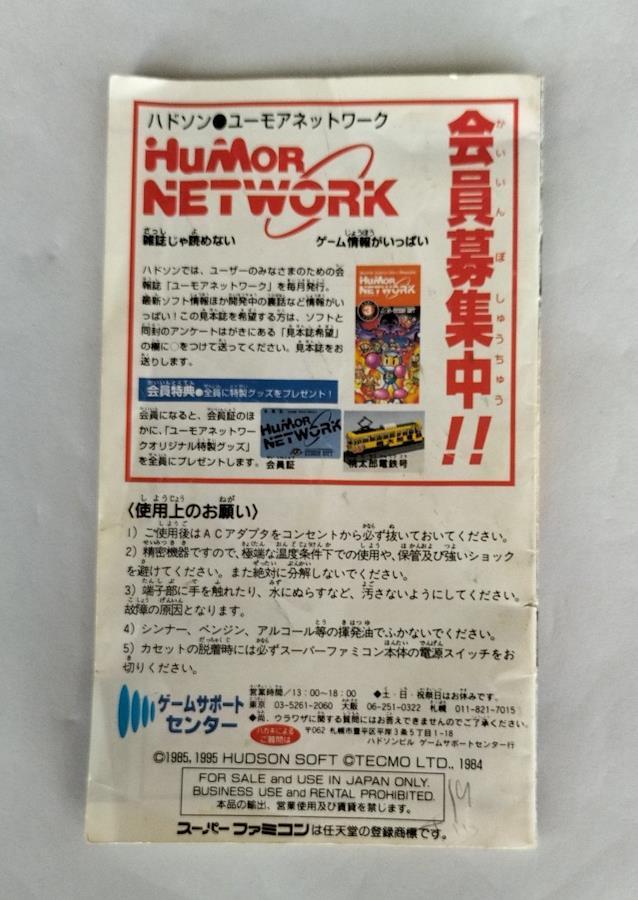 ハドソン●ユーモアネットワーク
HuMOR
NETWORK
会員募集中!!
かいいんぼしゅうちゅう
雑誌じゃ読めない ゲーム情報がいっぱい
ハドソンでは、ユーザーのみなさまのための会
報誌「ユーモアネットワーク」を毎月発行。
最新ソフト情報ほか開発中の裏話など情報がい
っぱい!この見本誌を希望する方は、ソフトと
同封のアンケートはがきにある「見本誌希望」
の欄に○をつけて送ってください。見本誌をお
送りします。
HuMOR
NETWORK
3
会員特典●全員に特製グッズをプレゼント!
会員になると、会員証のほ
かに、「ユーモアネットワー
クオリジナル特製グッズ」
を全員にプレゼントします。
HuMOR
NETWORK
会員証
桃太郎電鉄号
〈使用上のお願い〉
1)ご使用後はACアダプタをコンセントから必ず抜いておいてください。
2)精密機器ですので、極端な温度条件下での使用や、保管及び強いショック
を避けてください。また絶対に分解しないでください。
3)端子部に手を触れたり、水にぬらすなど、汚さないようにしてください。
故障の原因となります。
4)シンナー、ベンジン、アルコール等の揮発油でふかないでください。
5)カセットの脱着時には必ずスーパーファミコン本体の電源スイッチをお
切りください。
ゲームサポート
センター
営業時間/13:00〜18:00 ◆土・日・祝祭日はお休みです。
東京 03-5261-2060 大阪 06-251-0322 札幌 011-821-7015
◆尚、ウラワザに関する質問にはお答えできませんのでご了承ください。
ハガキによる
ご質問は
〒062 札幌市豊平区平岸3条5丁目1-18
ハドソンビル ゲームサポートセンター行
©1985, 1995 HUDSON SOFT ©TECMO LTD., 1984
FOR SALE and USE IN JAPAN ONLY.
BUSINESS USE and RENTAL PROHIBITED.
本品の輸出、営業使用及び賃貸を禁じます。
スーパーファミコンは任天堂の登録商標です。